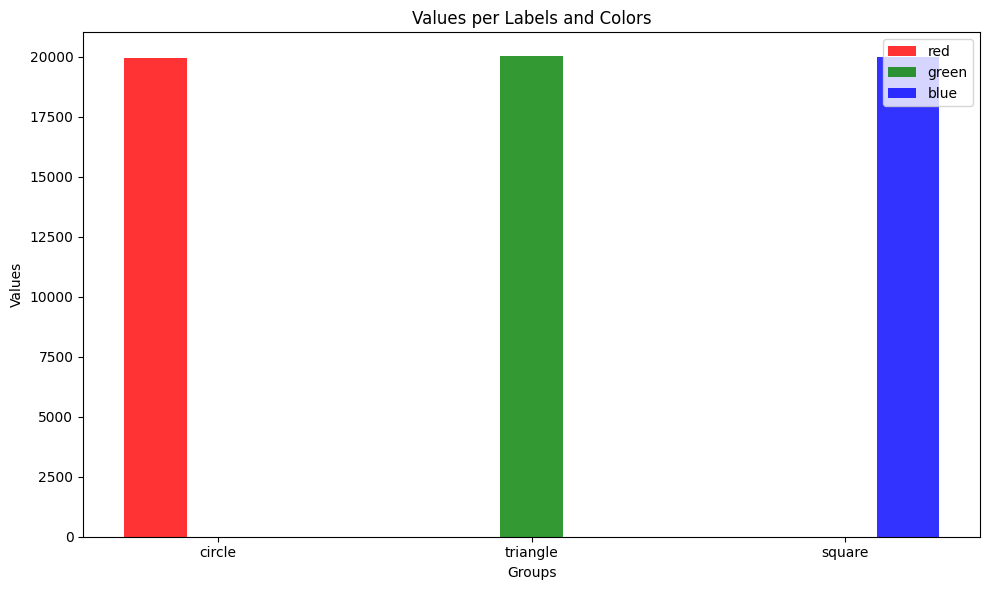 Values per Labels and Colors
red
green
blue
Values
20000
17500
15000
12500
10000
7500
5000
2500
0
circle
triangle
square
Groups